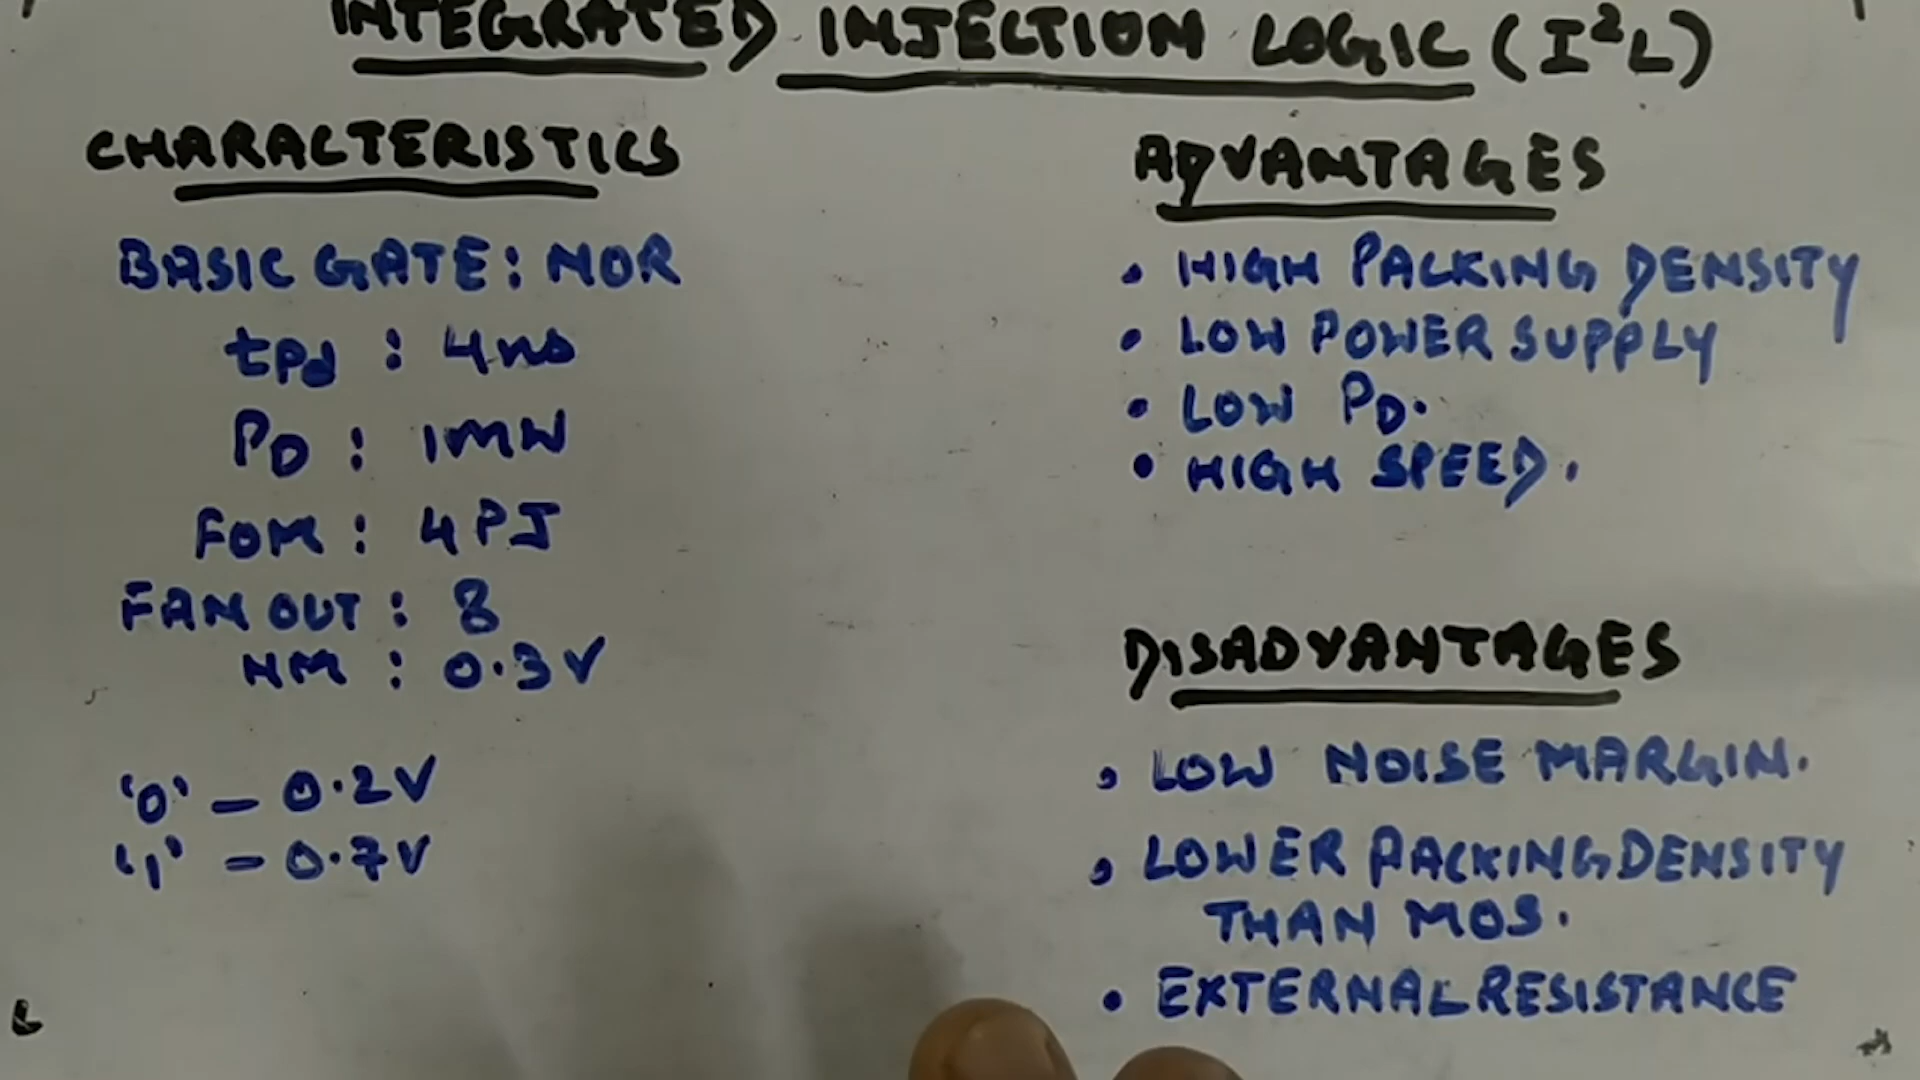 INTEGRATED INJECTION LOGIC (I²L)
CHARACTERISTICS
BASIC GATE : NOR
tpd : 4ns
PD : 1MW
FOM : 4PJ
FAN OUT : 8
NM : 0.3V
'0' - 0.2V
'1' - 0.7V
ADVANTAGES
• HIGH PACKING DENSITY
• LOW POWER SUPPLY
• LOW PD.
• HIGH SPEED.
DISADVANTAGES
• LOW NOISE MARGIN.
• LOWER PACKING DENSITY
THAN MOS.
• EXTERNAL RESISTANCE